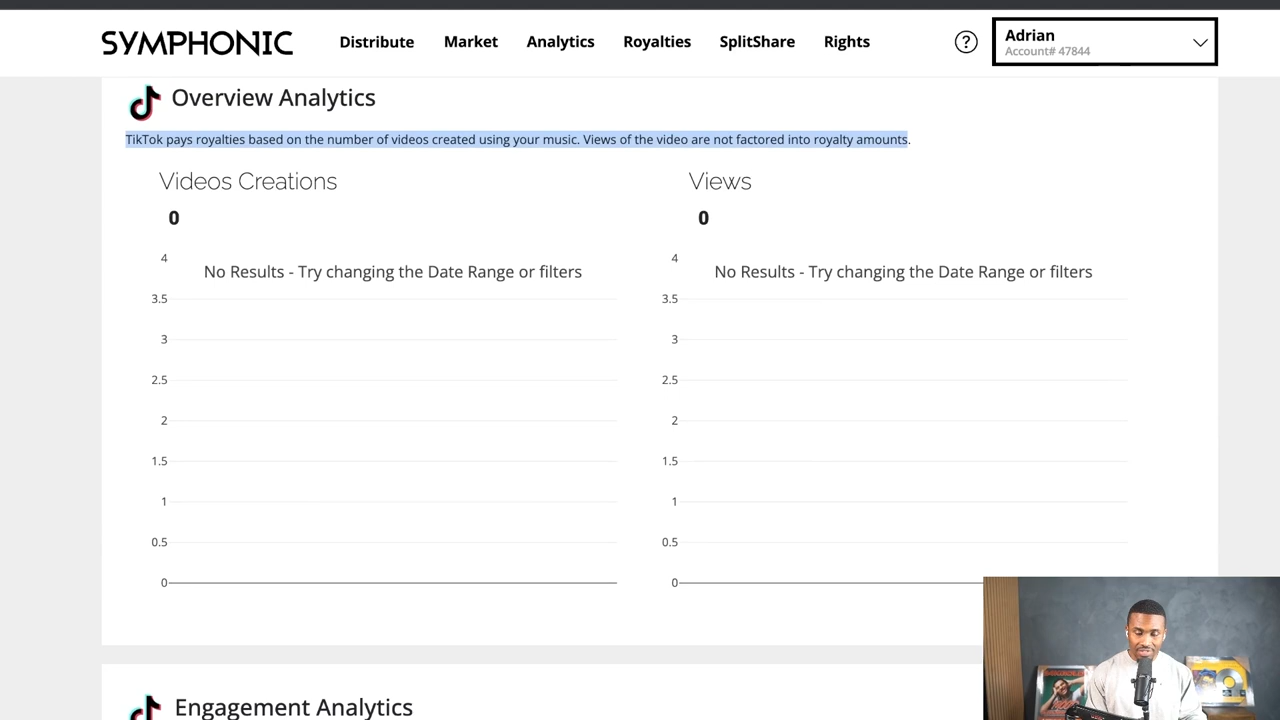 SYMPHONIC
Distribute
Market
Analytics
Royalties
SplitShare
Rights
?
Adrian
Account# 47844
Overview Analytics
TikTok pays royalties based on the number of videos created using your music. Views of the video are not factored into royalty amounts.
Videos Creations
0
4
No Results - Try changing the Date Range or filters
3.5
3
2.5
2
1.5
1
0.5
0
Views
0
4
No Results - Try changing the Date Range or filters
3.5
3
2.5
2
1.5
1
0.5
0
Engagement Analytics